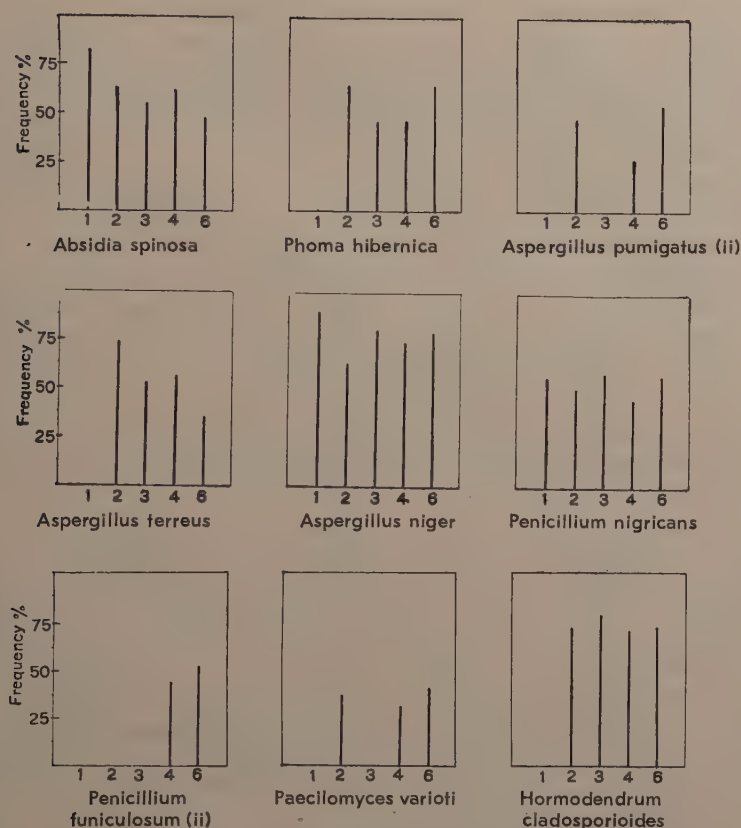 Frequency %
75
50
25
1 2 3 4 6
Absidia spinosa
1 2 3 4 6
Phoma hibernica
1 2 3 4 6
Aspergillus pumigatus (ii)
Frequency %
75
50
25
1 2 3 4 6
Aspergillus terreus
1 2 3 4 6
Aspergillus niger
1 2 3 4 6
Penicillium nigricans
Frequency %
75
50
25
1 2 3 4 6
Penicillium
funiculosum (ii)
1 2 3 4 6
Paecilomyces varioti
1 2 3 4 6
Hormodendrum
cladosporioides